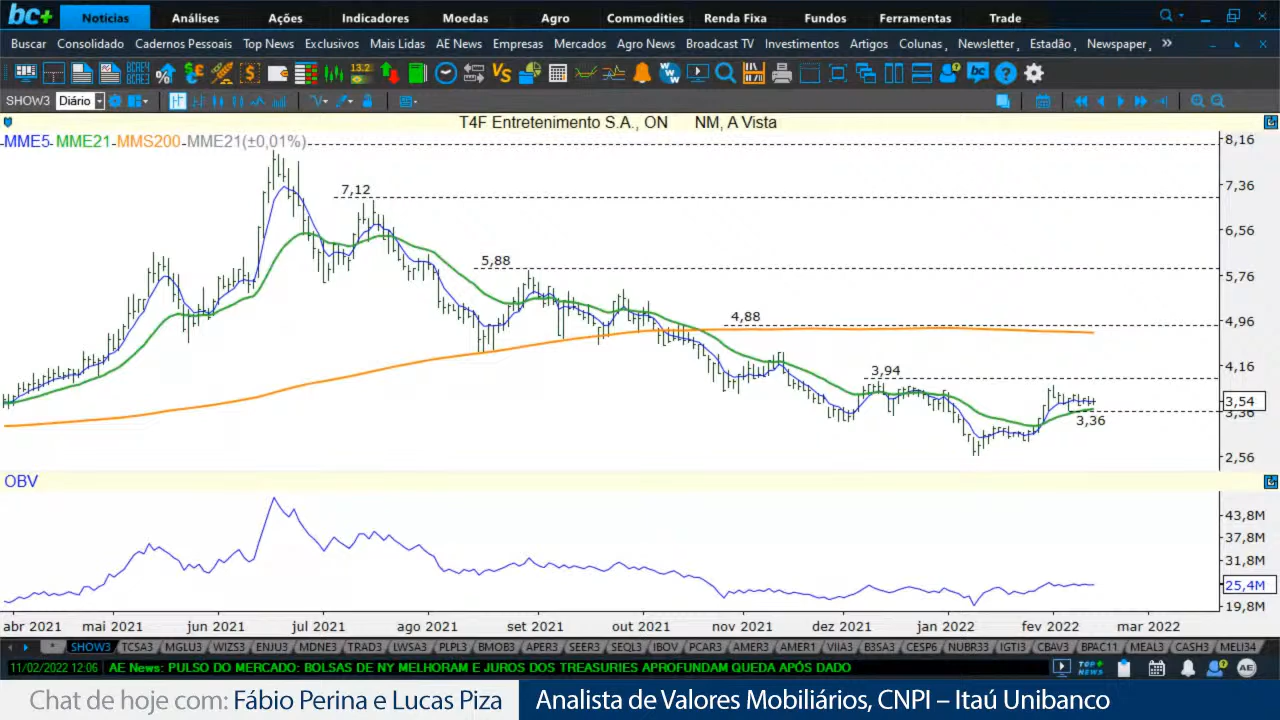 bc+ Notícias Análises Ações Indicadores Moedas Agro Commodities Renda Fixa Fundos Ferramentas Trade
Buscar Consolidado Cadernos Pessoais Top News Exclusivos Mais Lidas AE News Empresas Mercados Agro News Broadcast TV Investimentos Artigos Colunas, Newsletter, Estadão, Newspaper, »
SHOW3 Diário
T4F Entretenimento S.A., ON NM, A Vista
MME5 MME21 MMS200 MME21(±0,01%)
8,16
7,12
7,36
6,56
5,88
5,76
4,88
4,96
4,16
3,94
3,54
3,36
3,36
2,56
OBV
43,8M
37,8M
31,8M
25,4M
19,8M
abr 2021 mai 2021 jun 2021 jul 2021 ago 2021 set 2021 out 2021 nov 2021 dez 2021 jan 2022 fev 2022 mar 2022
* SHOW3 TCSA3 MGLU3 WIZS3 ENJU3 MDNE3 TRAD3 LWSA3 PLPL3 BMOB3 APER3 SEER3 SEQL3 IBOV PCAR3 AMER3 AMER1 VIIA3 B3SA3 CESP6 NUBR33 IGTI3 CBAV3 BPAC11 MEAL3 CASH3 MELI34
11/02/2022 12:06 AE News: PULSO DO MERCADO: BOLSAS DE NY MELHORAM E JUROS DOS TREASURIES APROFUNDAM QUEDA APÓS DADO TOP+ NEWS AE
Chat de hoje com: Fábio Perina e Lucas Piza Analista de Valores Mobiliários, CNPI – Itaú Unibanco